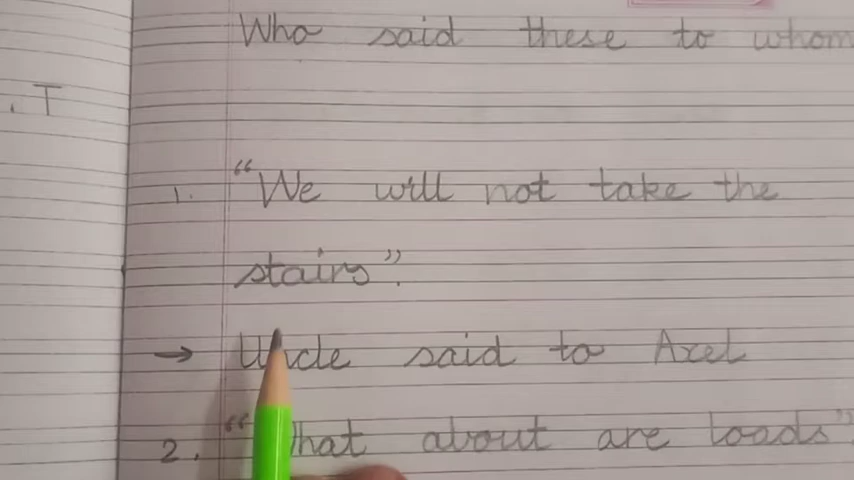 Who said these to whom
. T
1. "We will not take the
stairs".
→ Uncle said to Axel
2. "What about are loads"